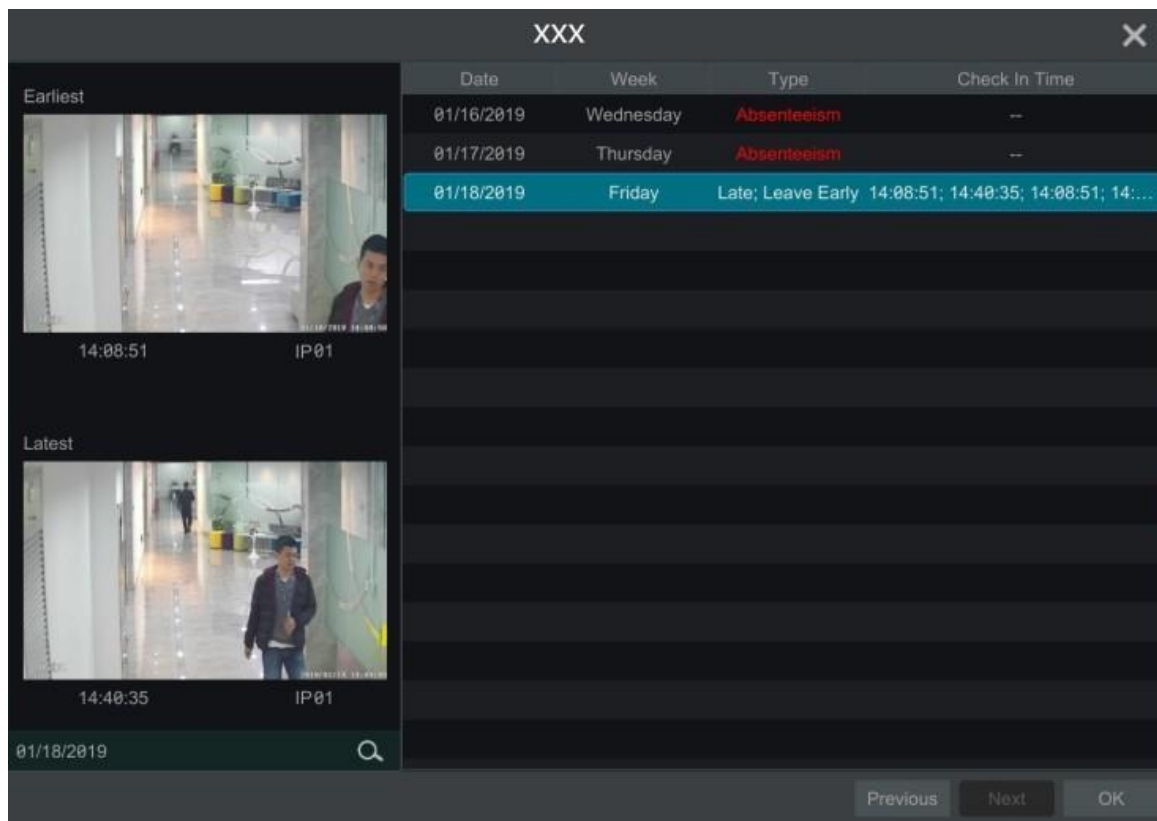 XXX
Earliest
14:08:51 IP01
Latest
14:40:35 IP01
01/18/2019
Date Week Type Check In Time
01/16/2019 Wednesday Absenteeism --
01/17/2019 Thursday Absenteeism --
01/18/2019 Friday Late; Leave Early 14:08:51; 14:40:35; 14:08:51; 14:...
Previous Next OK